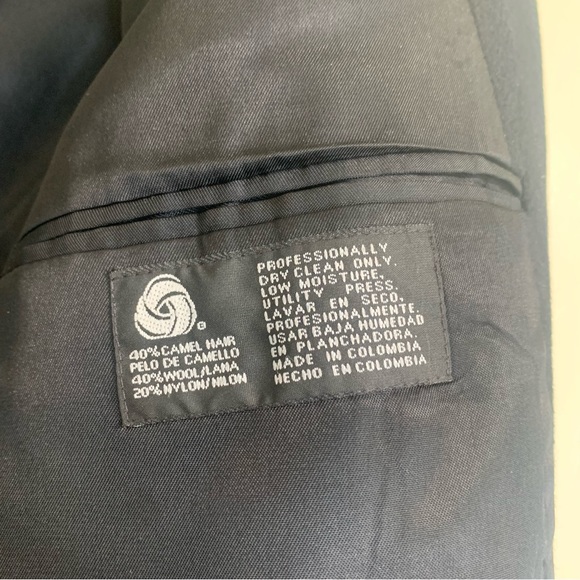 ®
40% CAMEL HAIR
PELO DE CAMELLO
40% WOOL/LANA
20% NYLON/NILON
PROFESSIONALLY
DRY CLEAN ONLY.
LOW MOISTURE,
UTILITY PRESS.
LAVAR EN SECO,
PROFESIONALMENTE.
USAR BAJA HUMEDAD
EN PLANCHADORA.
MADE IN COLOMBIA
HECHO EN COLOMBIA